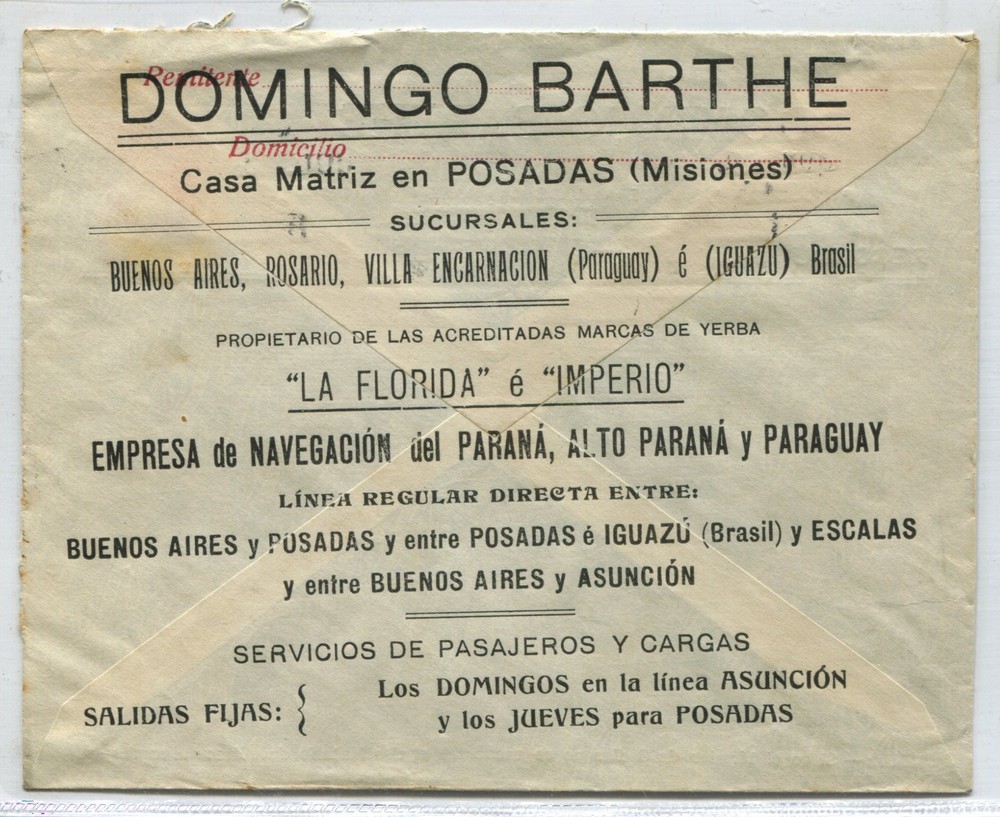 Remitente
DOMINGO BARTHE
Domicilio
Casa Matriz en POSADAS (Misiones)
SUCURSALES:
BUENOS AIRES, ROSARIO, VILLA ENCARNACION (Paraguay) é (IGUAZÚ) Brasil
PROPIETARIO DE LAS ACREDITADAS MARCAS DE YERBA
“LA FLORIDA” é “IMPERIO”
EMPRESA de NAVEGACIÓN del PARANÁ, ALTO PARANÁ y PARAGUAY
LÍNEA REGULAR DIRECTA ENTRE:
BUENOS AIRES y POSADAS y entre POSADAS é IGUAZÚ (Brasil) y ESCALAS
y entre BUENOS AIRES y ASUNCIÓN
SERVICIOS DE PASAJEROS Y CARGAS
SALIDAS FIJAS: { Los DOMINGOS en la línea ASUNCIÓN
y los JUEVES para POSADAS